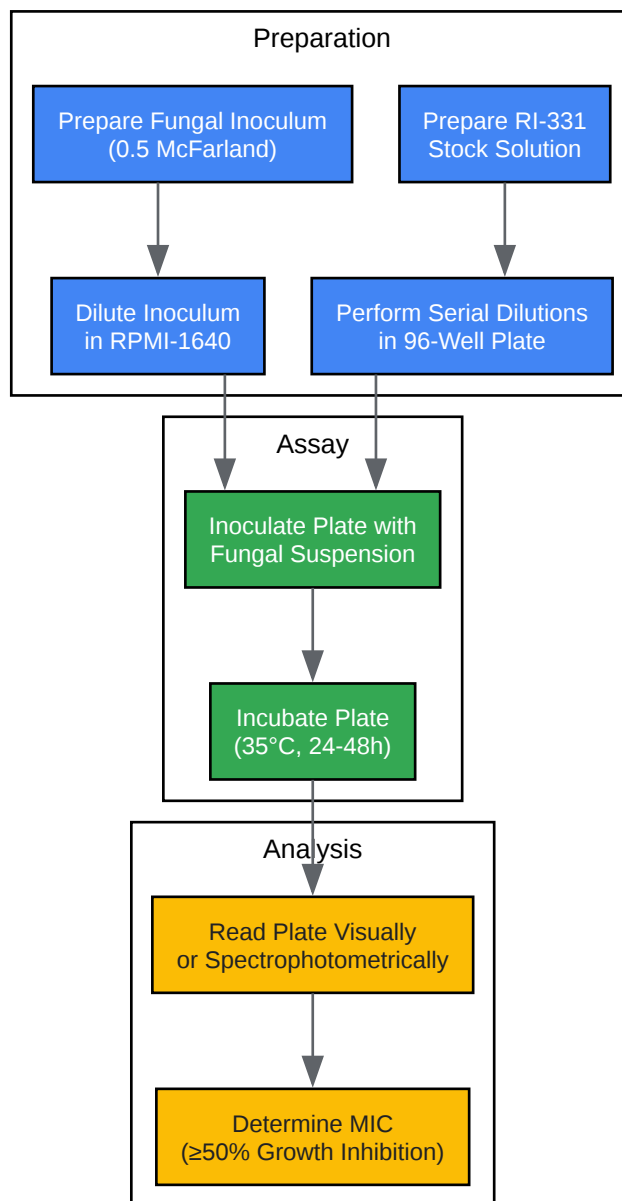 Preparation
Prepare Fungal Inoculum
(0.5 McFarland)
Prepare RI-331
Stock Solution
Dilute Inoculum
in RPMI-1640
Perform Serial Dilutions
in 96-Well Plate
Assay
Inoculate Plate with
Fungal Suspension
Incubate Plate
(35°C, 24-48h)
Analysis
Read Plate Visually
or Spectrophotometrically
Determine MIC
(≥50% Growth Inhibition)